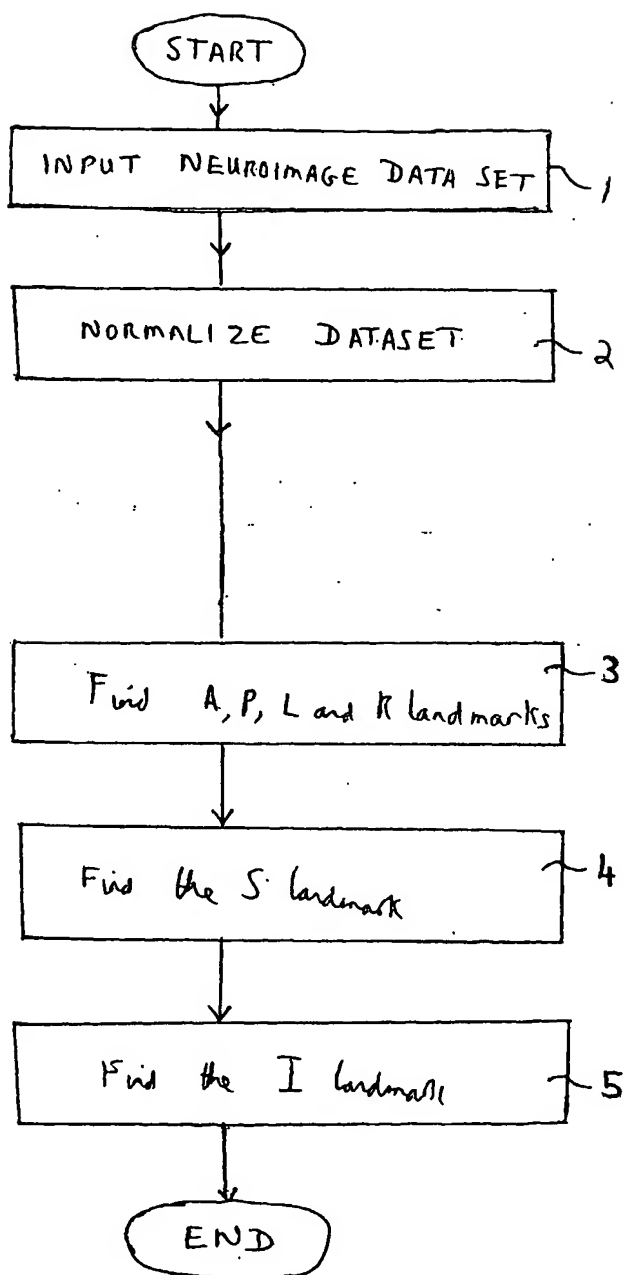 START
INPUT NEUROIMAGE DATA SET
1
NORMALIZE DATASET
2
Find A, P, L and R landmarks
3
Find the S landmark
4
Find the I landmark
5
END